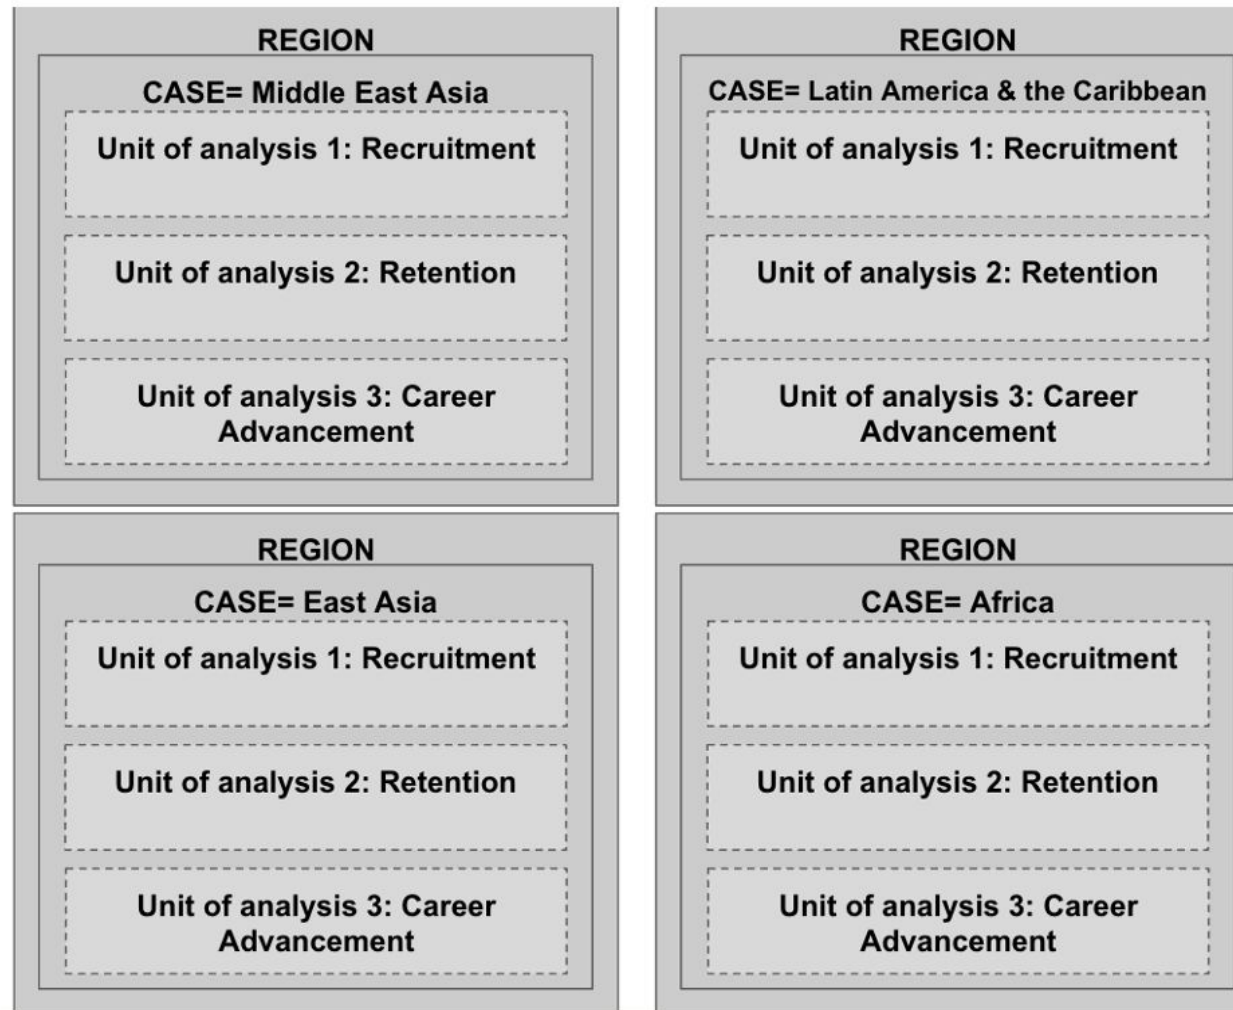 REGION
CASE= Middle East Asia
Unit of analysis 1: Recruitment
Unit of analysis 2: Retention
Unit of analysis 3: Career
Advancement
REGION
CASE= Latin America & the Caribbean
Unit of analysis 1: Recruitment
Unit of analysis 2: Retention
Unit of analysis 3: Career
Advancement
REGION
CASE= East Asia
Unit of analysis 1: Recruitment
Unit of analysis 2: Retention
Unit of analysis 3: Career
Advancement
REGION
CASE= Africa
Unit of analysis 1: Recruitment
Unit of analysis 2: Retention
Unit of analysis 3: Career
Advancement